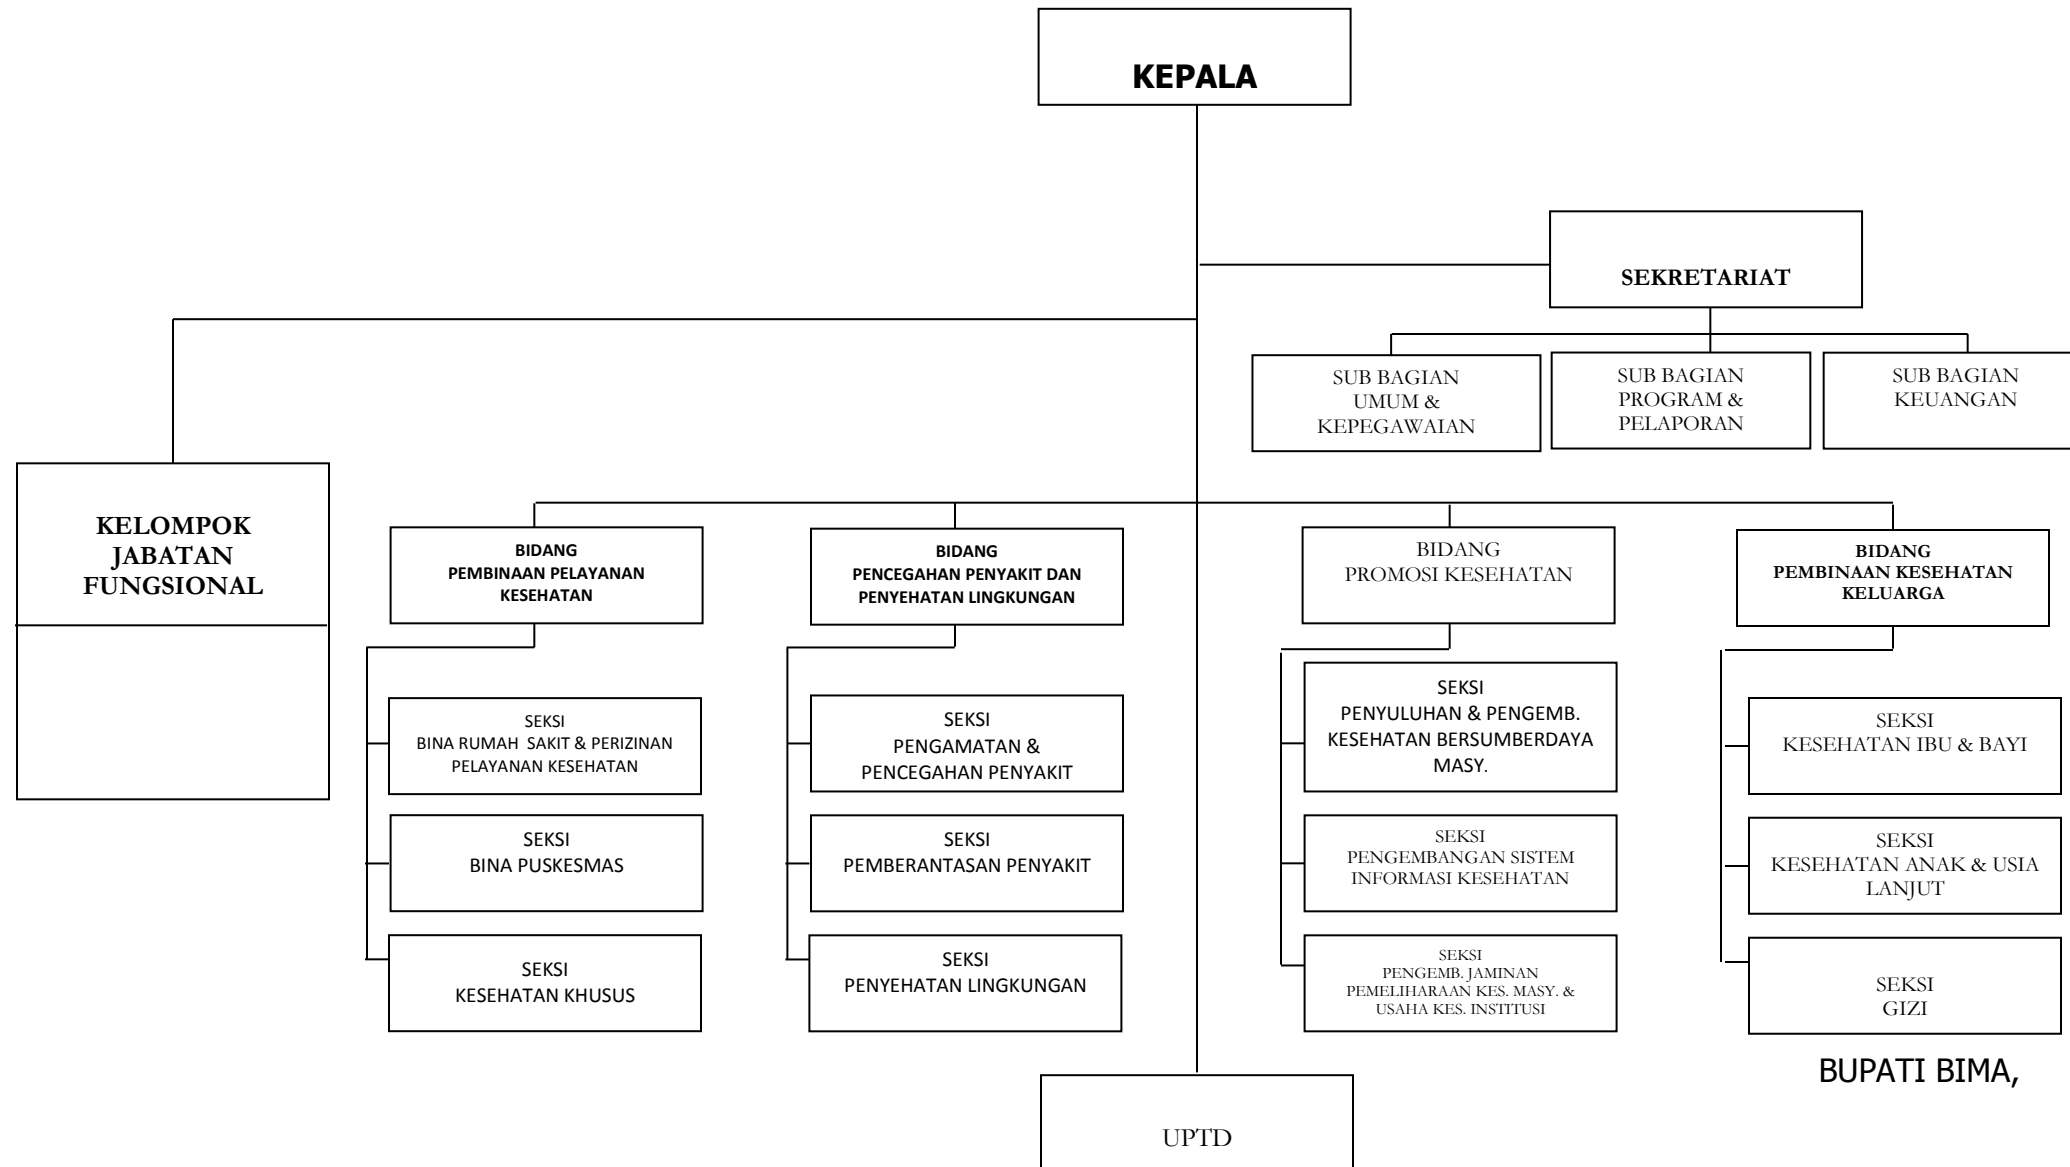 KEPALA
SEKRETARIAT
SUB BAGIAN
UMUM &
KEPEGAWAIAN
SUB BAGIAN
PROGRAM &
PELAPORAN
SUB BAGIAN
KEUANGAN
KELOMPOK
JABATAN
FUNGSIONAL
BIDANG
PEMBINAAN PELAYANAN
KESEHATAN
SEKSI
BINA RUMAH SAKIT & PERIZINAN
PELAYANAN KESEHATAN
SEKSI
BINA PUSKESMAS
SEKSI
KESEHATAN KHUSUS
BIDANG
PENCEGAHAN PENYAKIT DAN
PENYEHATAN LINGKUNGAN
SEKSI
PENGAMATAN &
PENCEGAHAN PENYAKIT
SEKSI
PEMBERANTASAN PENYAKIT
SEKSI
PENYEHATAN LINGKUNGAN
BIDANG
PROMOSI KESEHATAN
SEKSI
PENYULUHAN & PENGEMB.
KESEHATAN BERSUMBERDAYA
MASY.
SEKSI
PENGEMBANGAN SISTEM
INFORMASI KESEHATAN
SEKSI
PENGEMB. JAMINAN
PEMELIHARAAN KES. MASY. &
USAHA KES. INSTITUSI
BIDANG
PEMBINAAN KESEHATAN
KELUARGA
SEKSI
KESEHATAN IBU & BAYI
SEKSI
KESEHATAN ANAK & USIA
LANJUT
SEKSI
GIZI
BUPATI BIMA,
UPTD